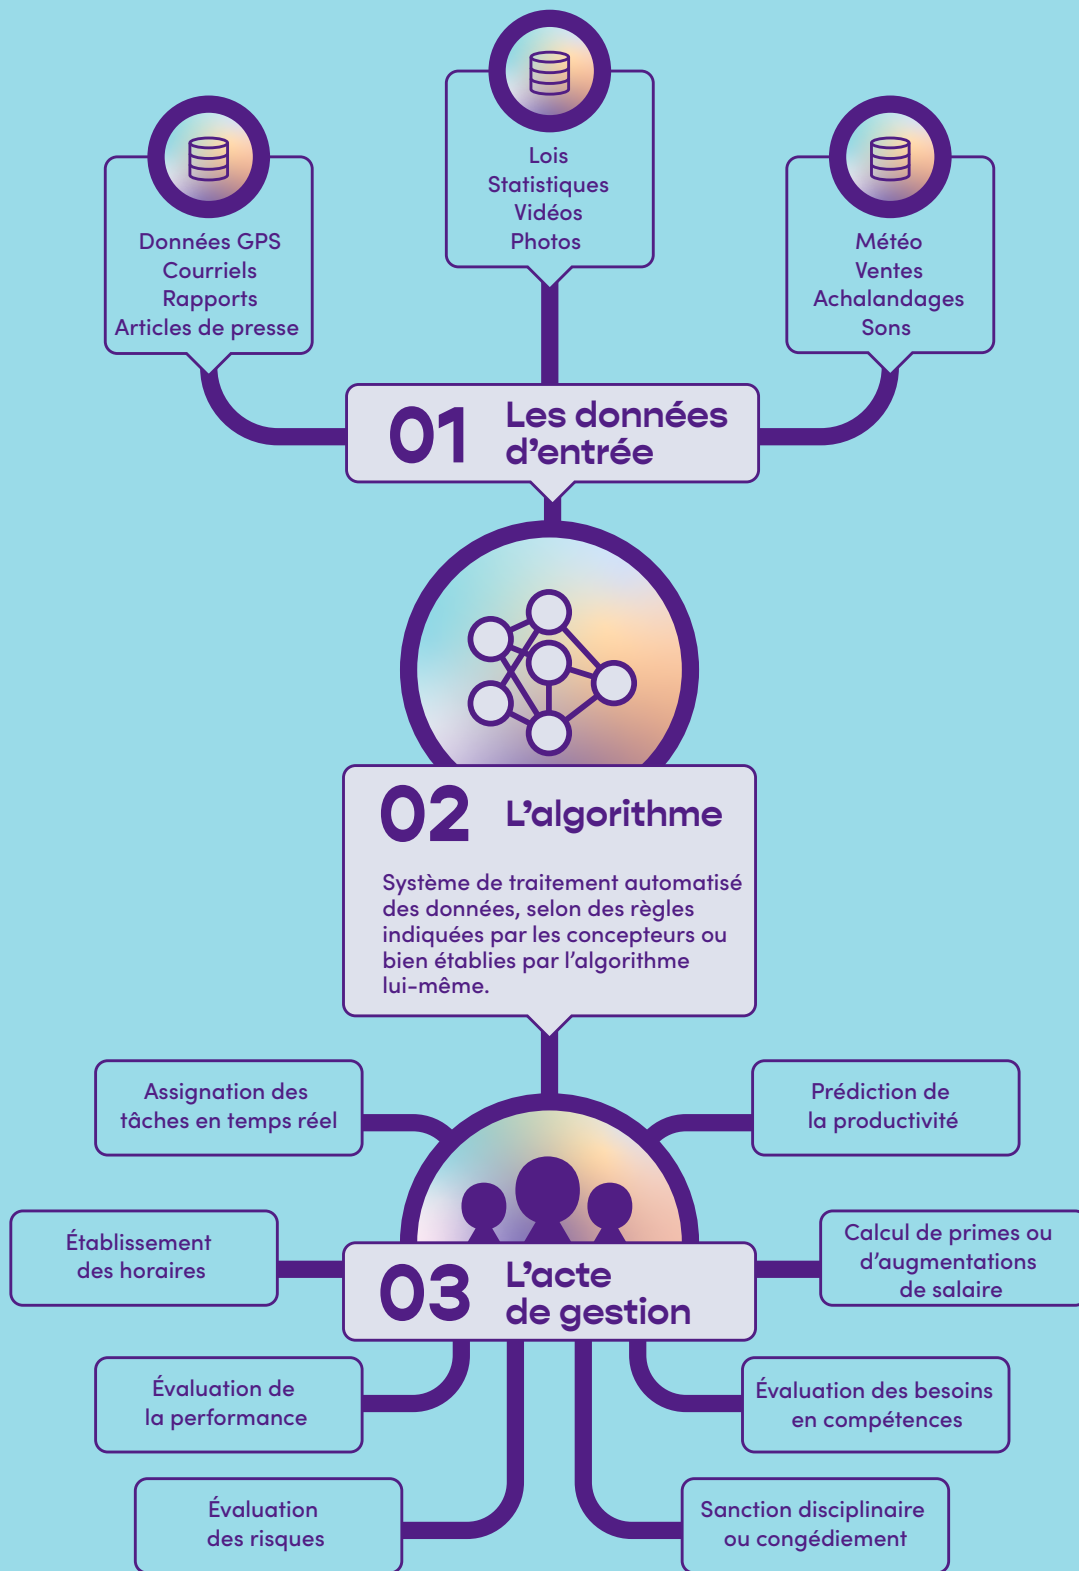 Données GPS
Courriels
Rapports
Articles de presse
Lois
Statistiques
Vidéos
Photos
Météo
Ventes
Achalandages
Sons
01
Les données
d’entrée
02
L’algorithme
Système de traitement automatisé
des données, selon des règles
indiquées par les concepteurs ou
bien établies par l’algorithme
lui-même.
Assignation des
tâches en temps réel
Prédiction de
la productivité
Établissement
des horaires
Calcul de primes ou
d’augmentations
de salaire
03
L’acte
de gestion
Évaluation de
la performance
Évaluation des besoins
en compétences
Évaluation
des risques
Sanction disciplinaire
ou congédiement